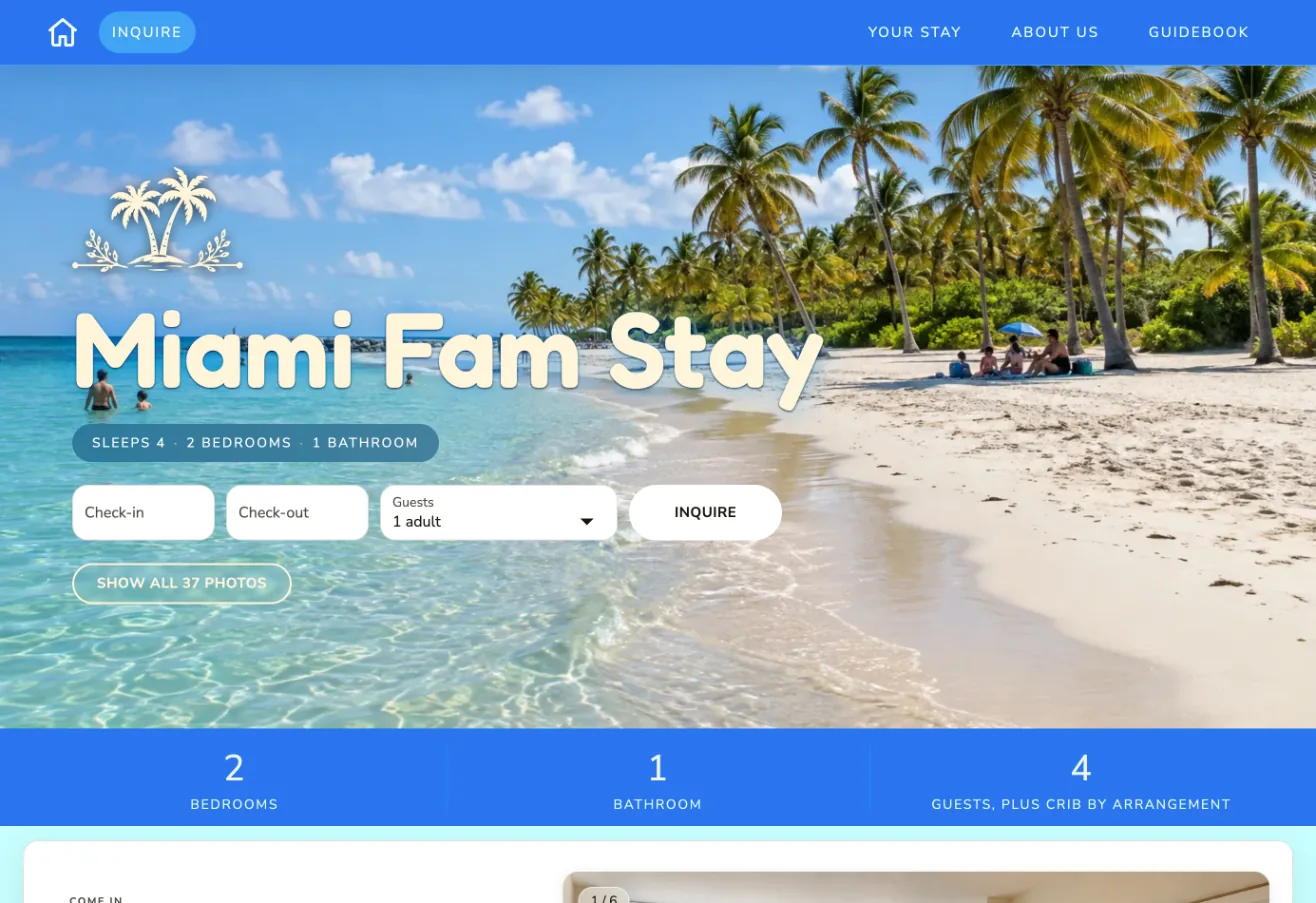 INQUIRE
YOUR STAY
ABOUT US
GUIDEBOOK
Miami Fam Stay
SLEEPS 4 · 2 BEDROOMS · 1 BATHROOM
Check-in
Check-out
Guests
1 adult
INQUIRE
SHOW ALL 37 PHOTOS
2
BEDROOMS
1
BATHROOM
4
GUESTS, PLUS CRIB BY ARRANGEMENT
COME IN
1 / 6